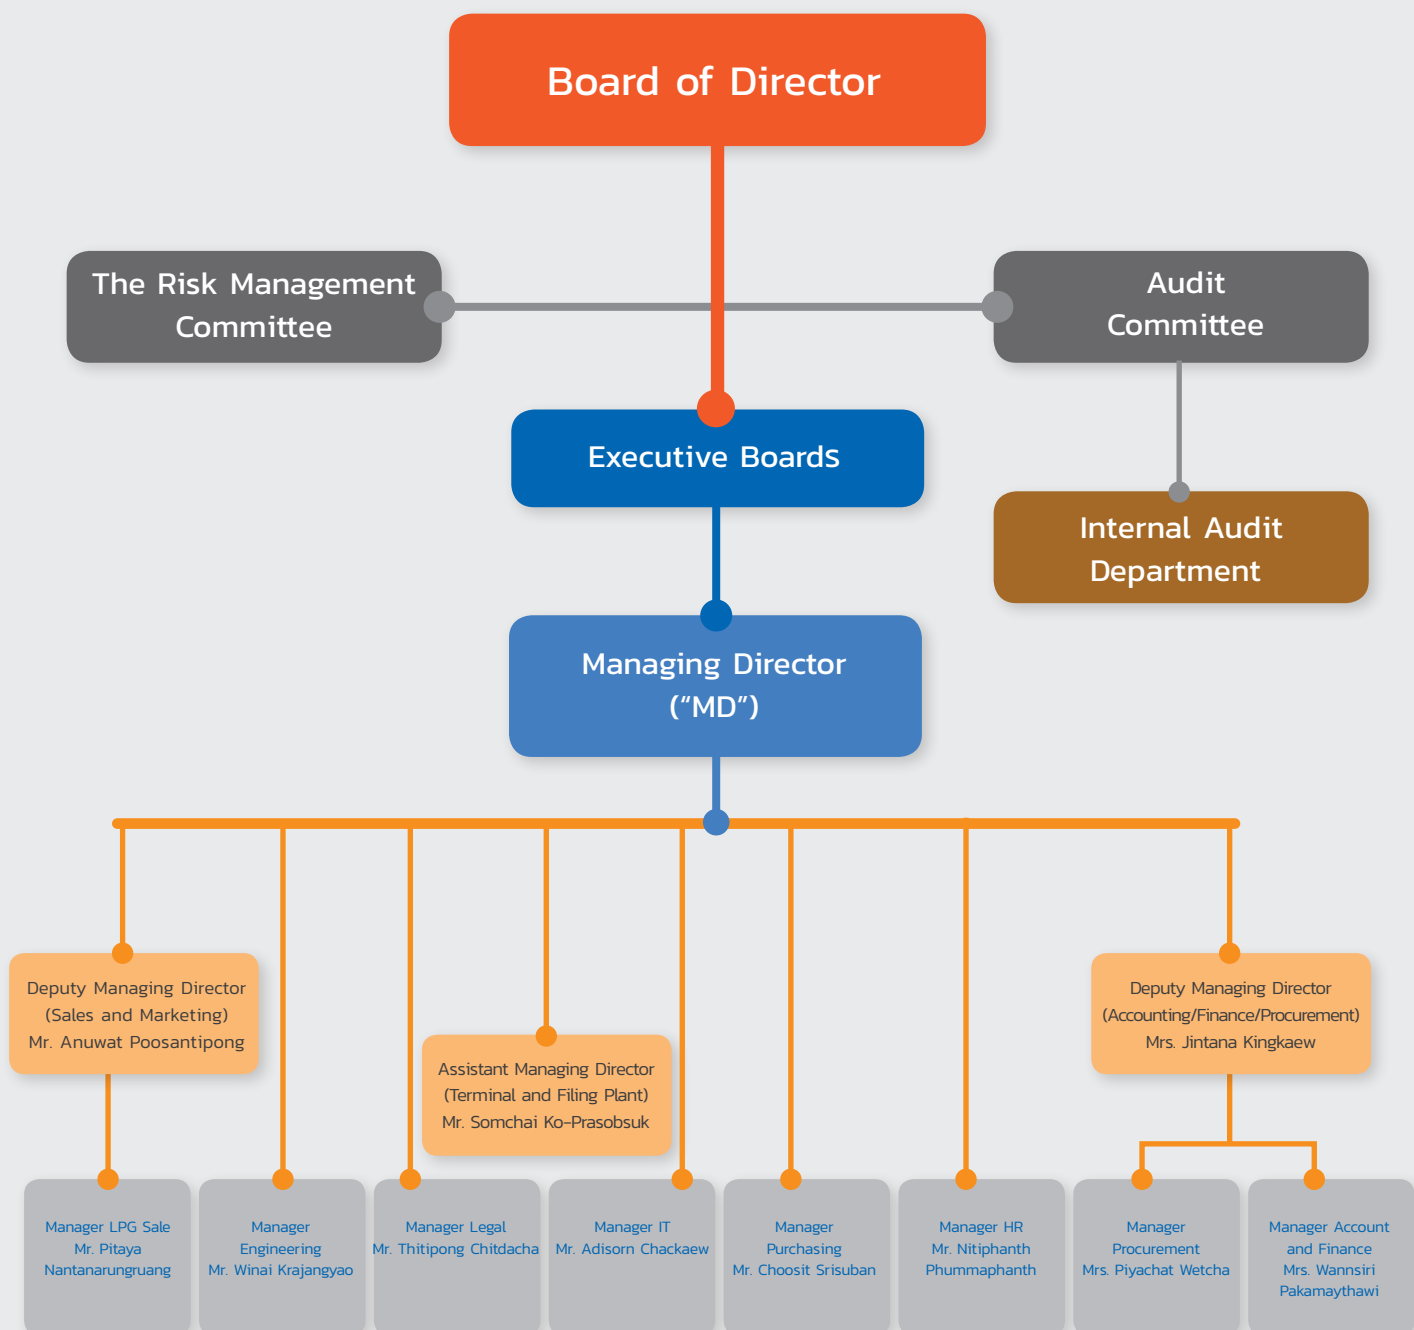 Board of Director
The Risk Management
Committee
Audit
Committee
Executive Boards
Internal Audit
Department
Managing Director
(“MD”)
Deputy Managing Director
(Sales and Marketing)
Mr. Anuwat Poosantipong
Assistant Managing Director
(Terminal and Filing Plant)
Mr. Somchai Ko-Prasobsuk
Deputy Managing Director
(Accounting/Finance/Procurement)
Mrs. Jintana Kingkaew
Manager LPG Sale
Mr. Pitaya
Nantanarungruang
Manager
Engineering
Mr. Winai Krajangyao
Manager Legal
Mr. Thitipong Chitdacha
Manager IT
Mr. Adisorn Chackaew
Manager
Purchasing
Mr. Choosit Srisuban
Manager HR
Mr. Nitiphanth
Phummaphanth
Manager
Procurement
Mrs. Piyachat Wetcha
Manager Account
and Finance
Mrs. Wannsiri
Pakamaythawi